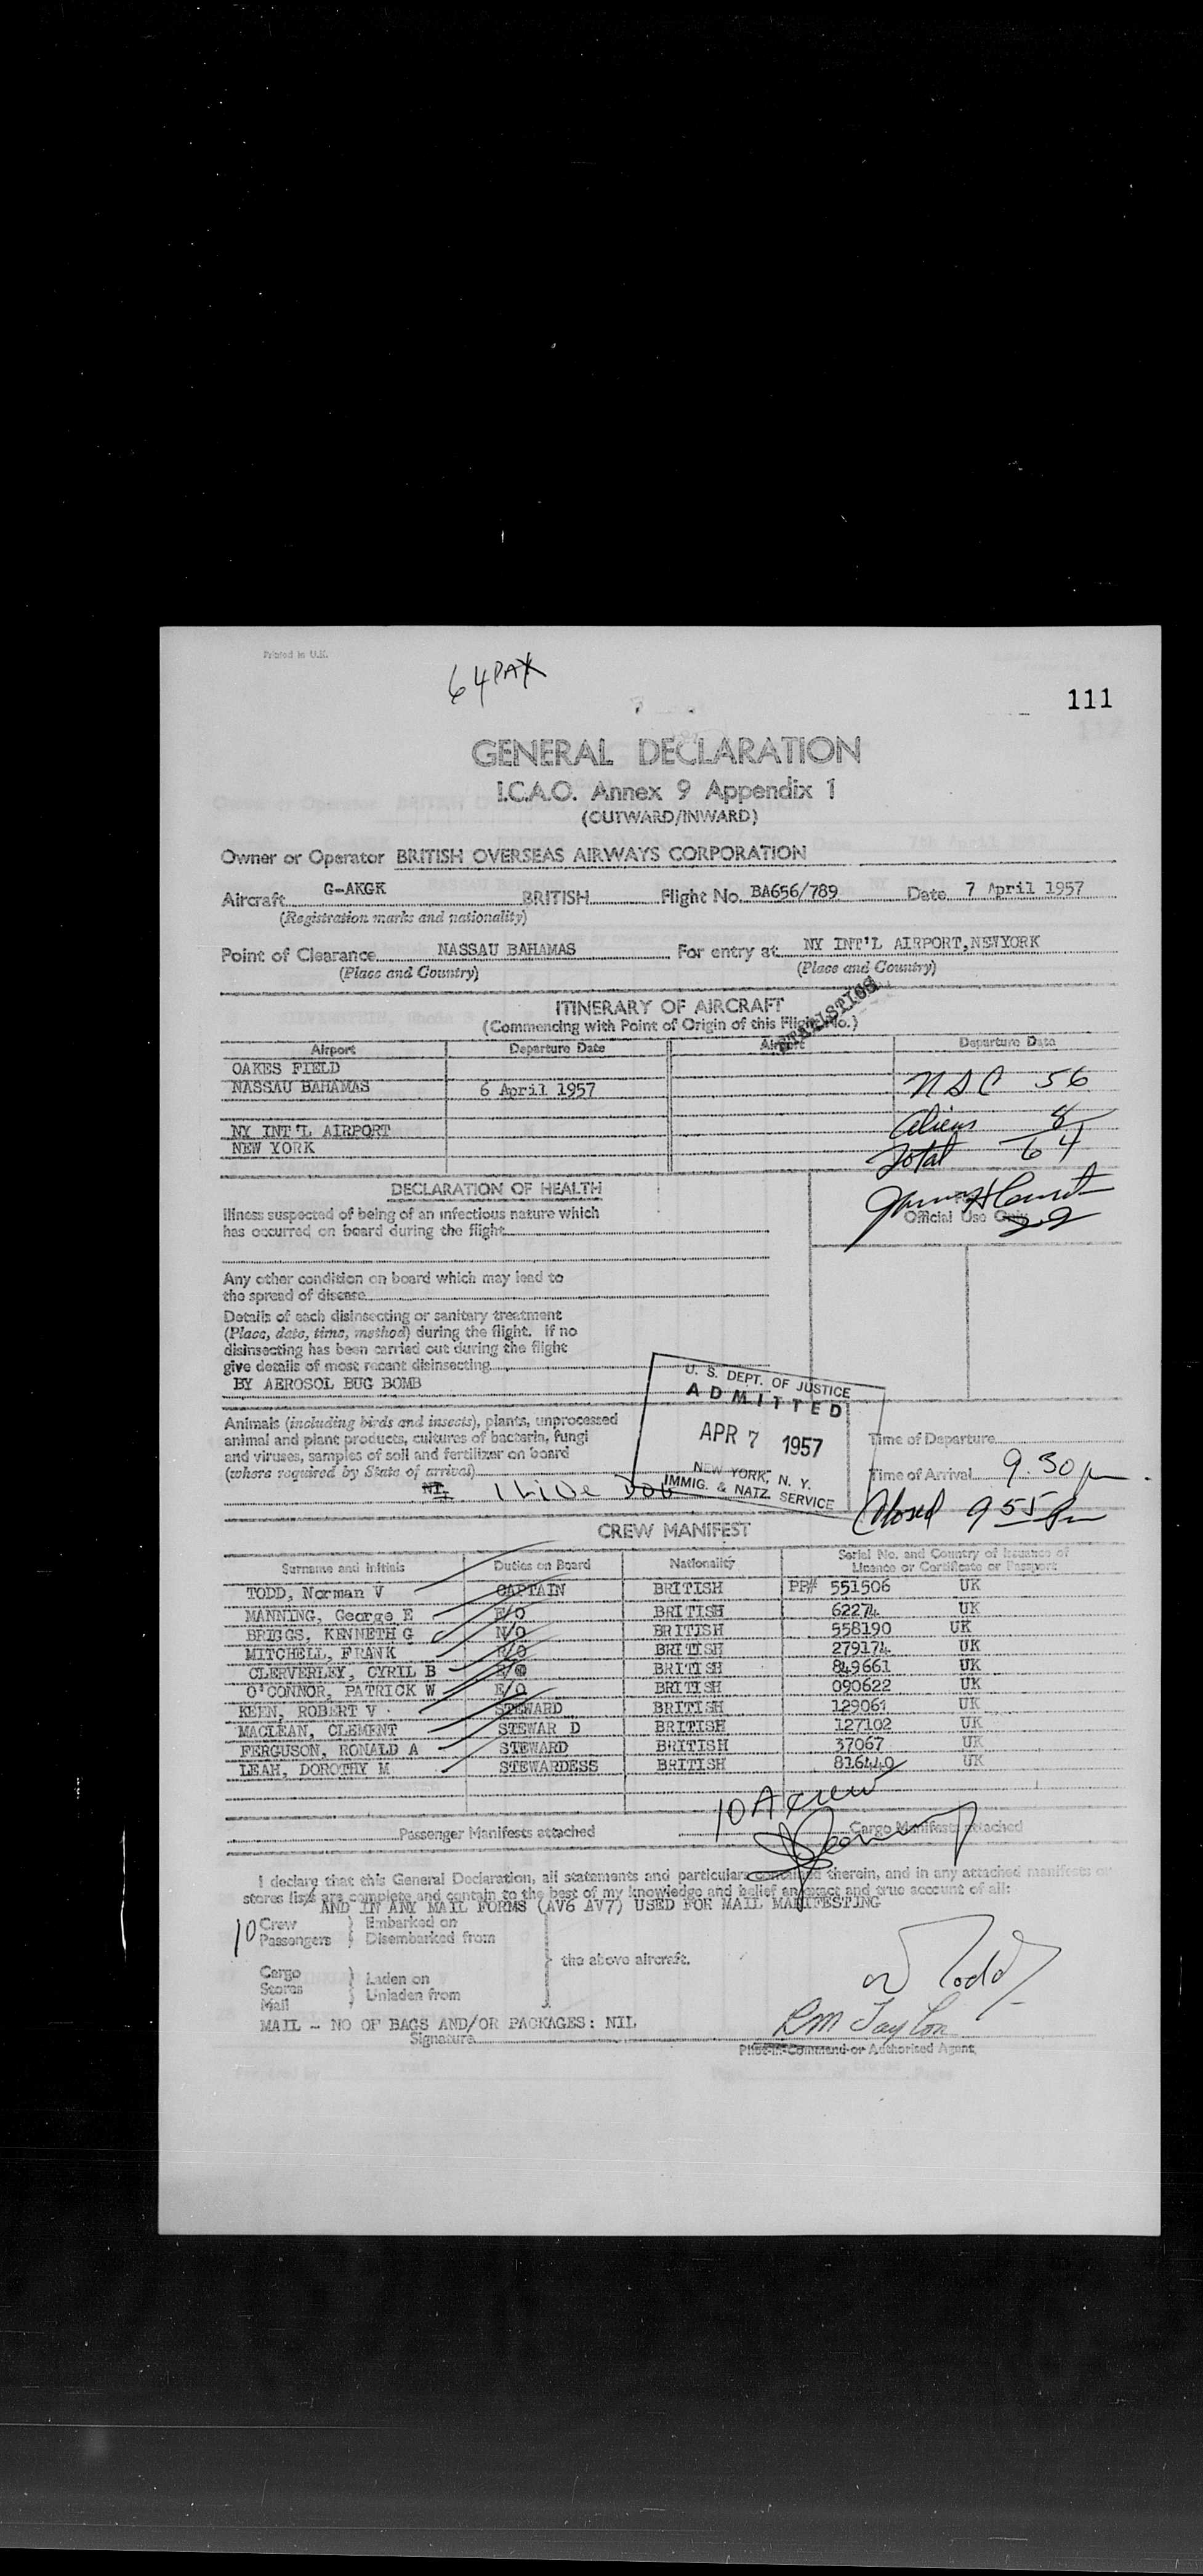 Printed in U.K.
64 PAX
111
GENERAL DECLARATION
I.C.A.O. Annex 9 Appendix 1
(OUTWARD/INWARD)
Owner or Operator BRITISH OVERSEAS AIRWAYS CORPORATION
Aircraft G-AKGK BRITISH Flight No. BA656/789 Date 7 April 1957
(Registration marks and nationality)
Point of Clearance NASSAU BAHAMAS For entry at NY INT'L AIRPORT,NEWYORK
(Place and Country) (Place and Country)
STATISTICS
ITINERARY OF AIRCRAFT
(Commencing with Point of Origin of this Flight No.)
Airport Departure Date Airport Departure Date
OAKES FIELD
NASSAU BAHAMAS 6 April 1957 56
NY INT'L AIRPORT Aliens 8
NEW YORK Total 64
DECLARATION OF HEALTH
Illness suspected of being of an infectious nature which
has occurred on board during the flight
Official Use Only
Any other condition on board which may lead to
the spread of disease
Details of each disinsecting or sanitary treatment
(Place, date, time, method) during the flight. If no
disinsecting has been carried out during the flight
give details of most recent disinsecting
BY AEROSOL BUG BOMB
U. S. DEPT. OF JUSTICE
ADMITTED
APR 7 1957
NEW YORK, N. Y.
IMMIG. & NATZ. SERVICE
Animals (including birds and insects), plants, unprocessed
animal and plant products, cultures of bacteria, fungi
and viruses, samples of soil and fertilizer on board
(where required by State of arrival)
1 Live Dog
Time of Departure
Time of Arrival 9.30 pm.
Closed 9 55 Pm
CREW MANIFEST
Surname and Initials Duties on Board Nationality Serial No. and Country of Issuance of
Licence or Certificate or Passport
TODD, Norman V CAPTAIN BRITISH PP# 551506 UK
MANNING, George E F/O BRITISH 62274 UK
BRIGGS, KENNETH G N/O BRITISH 558190 UK
MITCHELL, FRANK BRITISH 279174 UK
CLERVERLEY, CYRIL B BRITISH 849661 UK
O'CONNOR, PATRICK W E/O BRITISH 090622 UK
KEEN, ROBERT V STEWARD BRITISH 129061 UK
MACLEAN, CLEMENT STEWAR D BRITISH 127102 UK
FERGUSON, RONALD A STEWARD BRITISH 37067 UK
LEAH, DOROTHY M STEWARDESS BRITISH 816440 UK
10 A crew
Passenger Manifests attached Cargo Manifests attached
I declare that this General Declaration, all statements and particulars contained therein, and in any attached manifests or
stores lists are complete and contain to the best of my knowledge and belief an exact and true account of all:
AND IN ANY MAIL FORMS (AV6 AV7) USED FOR MAIL MANIFESTING
10 Crew } Embarked on
Passengers } Disembarked from
the above aircraft.
Cargo } Laden on
Stores
Mail } Unladen from
Todd
MAIL - NO OF BAGS AND/OR PACKAGES: NIL
RM Taylor
Signature
Pilot-in-Command or Authorised Agent